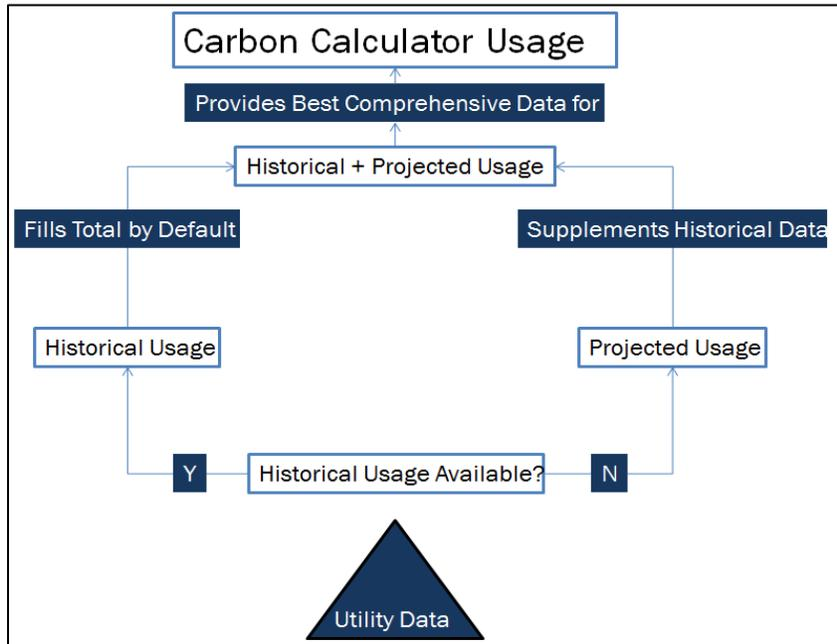 Carbon Calculator Usage
Provides Best Comprehensive Data for
Historical + Projected Usage
Fills Total by Default
Supplements Historical Data
Historical Usage
Projected Usage
Y
Historical Usage Available?
N
Utility Data